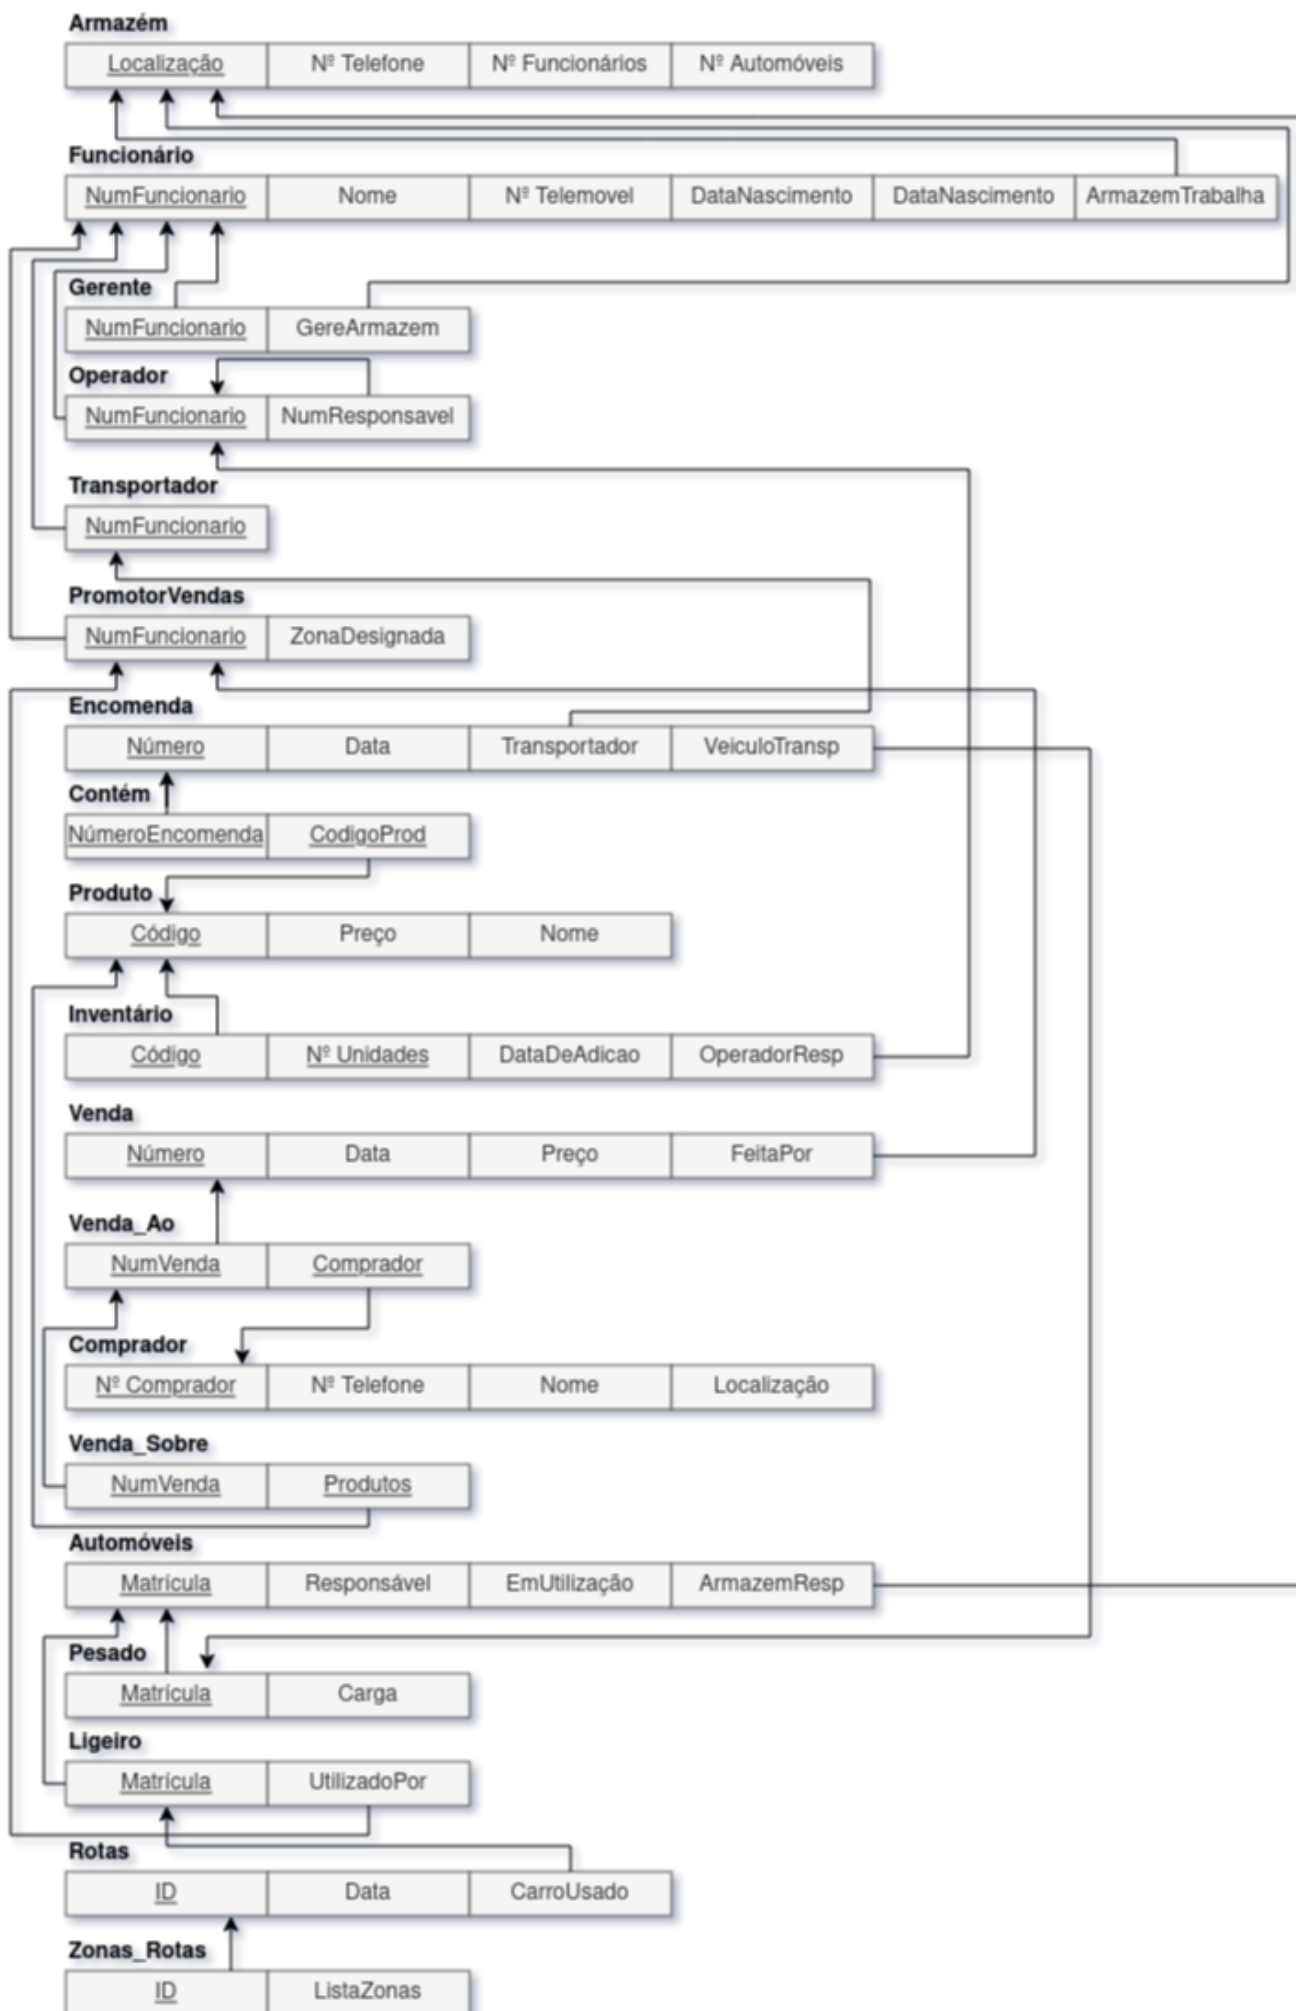 Armazém
Localização Nº Telefone Nº Funcionários Nº Automóveis
Funcionário
NumFuncionario Nome Nº Telemovel DataNascimento DataNascimento ArmazemTrabalha
Gerente
NumFuncionario GereArmazem
Operador
NumFuncionario NumResponsavel
Transportador
NumFuncionario
PromotorVendas
NumFuncionario ZonaDesignada
Encomenda
Número Data Transportador VeiculoTransp
Contém
NúmeroEncomenda CodigoProd
Produto
Código Preço Nome
Inventário
Código Nº Unidades DataDeAdicao OperadorResp
Venda
Número Data Preço FeitaPor
Venda_Ao
NumVenda Comprador
Comprador
Nº Comprador Nº Telefone Nome Localização
Venda_Sobre
NumVenda Produtos
Automóveis
Matrícula Responsável EmUtilização ArmazemResp
Pesado
Matrícula Carga
Ligeiro
Matrícula UtilizadoPor
Rotas
ID Data CarroUsado
Zonas_Rotas
ID ListaZonas